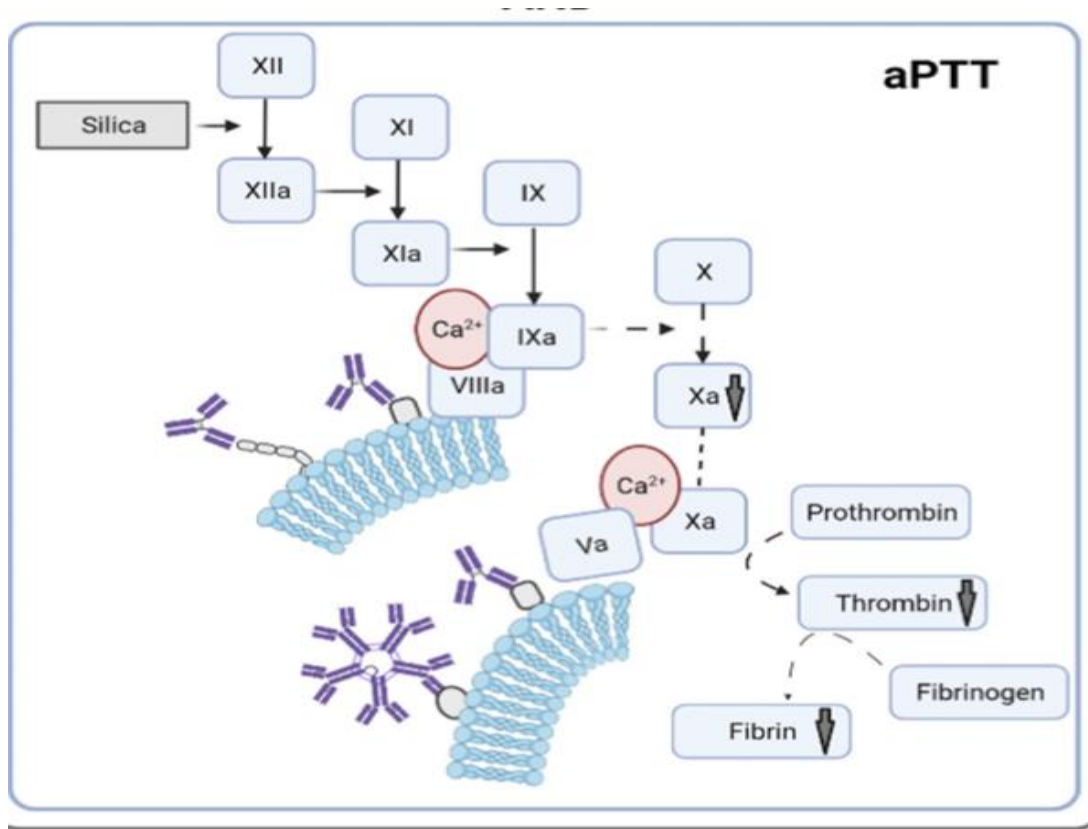 aPTT
XII
Silica
XI
XIIa
IX
XIa
X
Ca²⁺
IXa
VIIIa
Xa
Ca²⁺
Xa
Va
Prothrombin
Thrombin
Fibrinogen
Fibrin